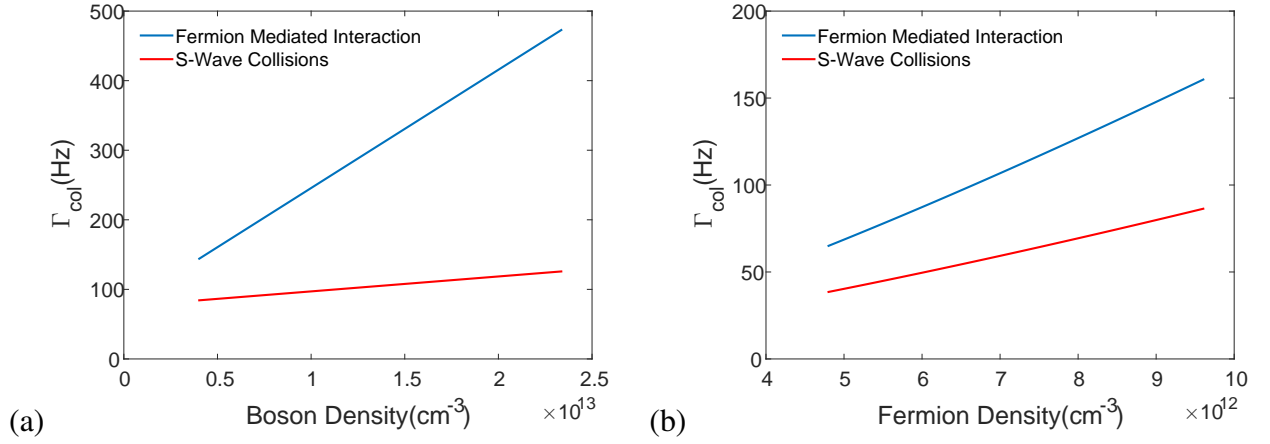 500
400
300
200
100
0
Γcol(Hz)
Fermion Mediated Interaction
S-Wave Collisions
0 0.5 1 1.5 2 2.5
Boson Density(cm-3) ×10^13
(a)
200
150
100
50
0
Γcol(Hz)
Fermion Mediated Interaction
S-Wave Collisions
4 5 6 7 8 9 10
Fermion Density(cm-3) ×10^12
(b)